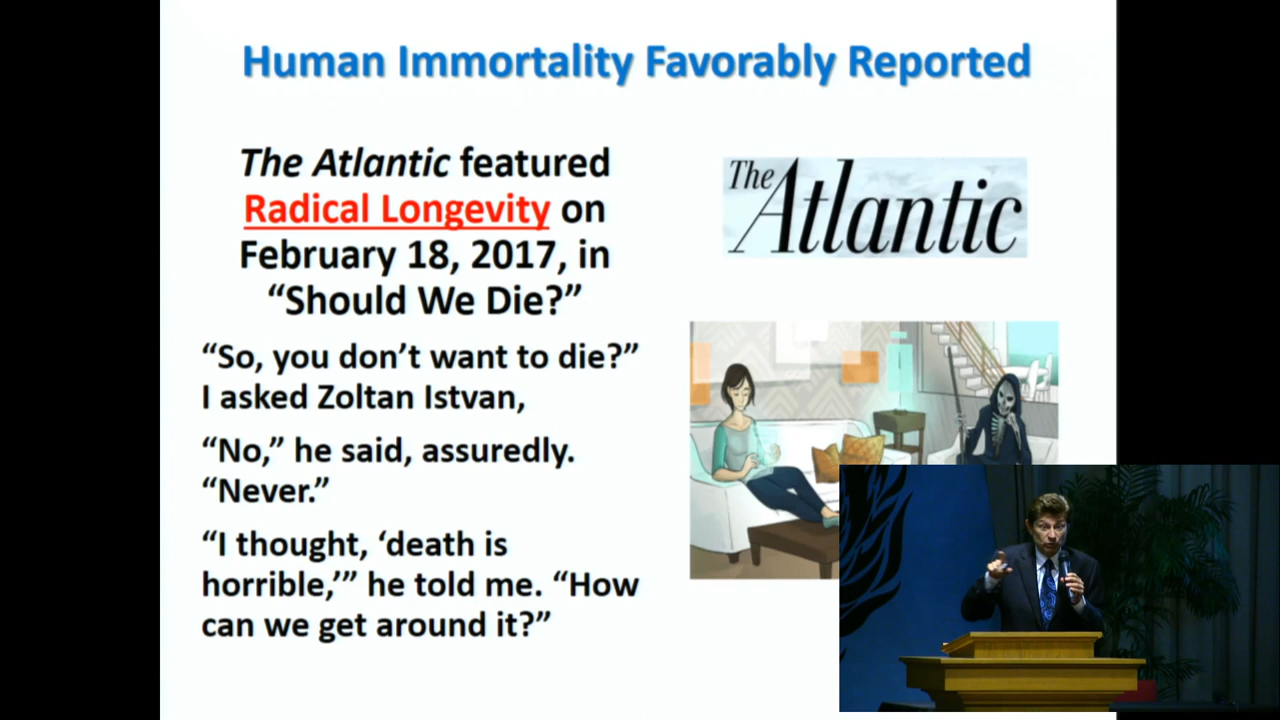 Human Immortality Favorably Reported
The Atlantic featured
Radical Longevity on
February 18, 2017, in
“Should We Die?”
“So, you don’t want to die?”
I asked Zoltan Istvan,
“No,” he said, assuredly.
“Never.”
“I thought, ‘death is
horrible,’” he told me. “How
can we get around it?”
The
Atlantic